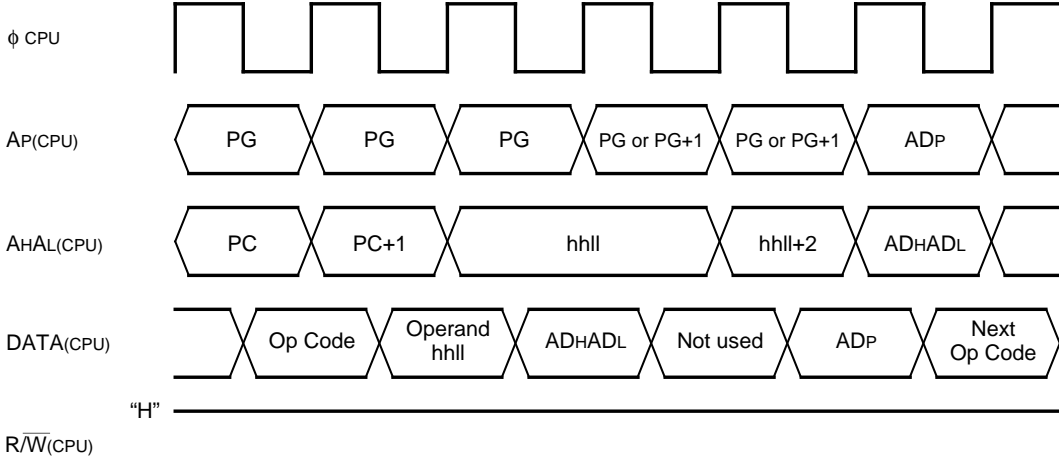 ϕ CPU
AP(CPU) PG PG PG PG or PG+1 PG or PG+1 ADP
AHAL(CPU) PC PC+1 hhll hhll+2 ADHADL
DATA(CPU) Op Code Operand hhll ADHADL Not used ADP Next Op Code
“H”
R/W̅(CPU)